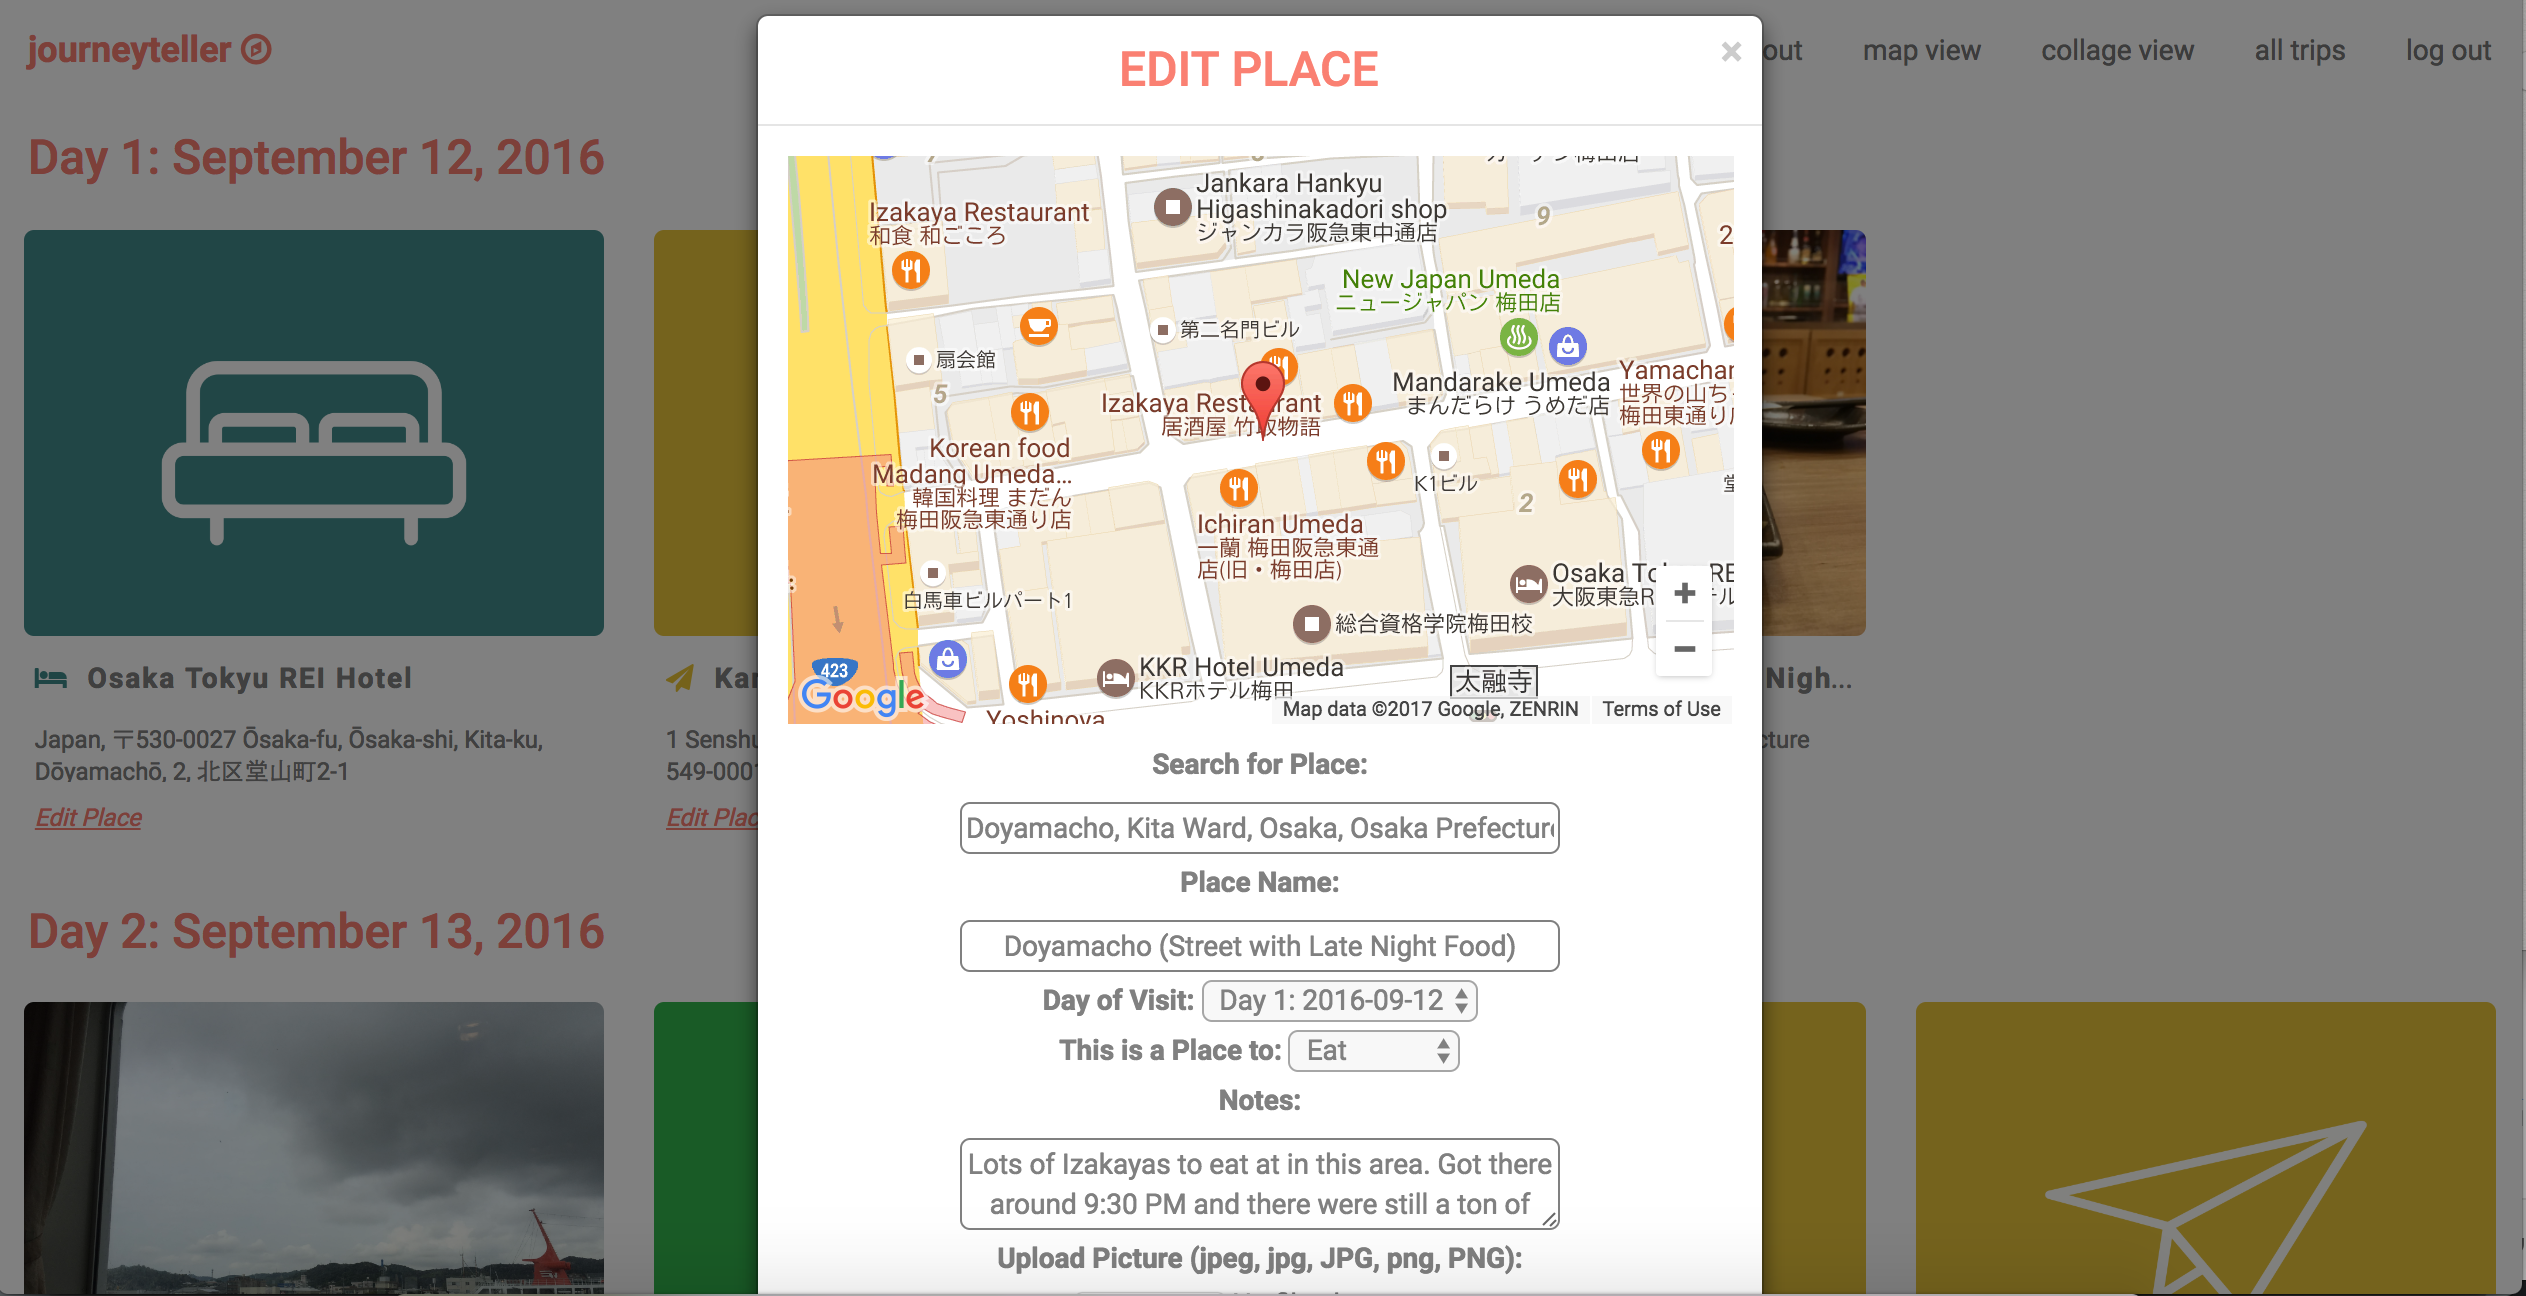 journeyteller
out
map view
collage view
all trips
log out
Day 1: September 12, 2016
Osaka Tokyu REI Hotel
Japan, 〒530-0027 Ōsaka-fu, Ōsaka-shi, Kita-ku,
Dōyamachō, 2, 北区堂山町2-1
Edit Place
1 Senshu
549-0001
Edit Plac
Nigh...
cture
Day 2: September 13, 2016
EDIT PLACE
×
Jankara Hankyu
Higashinakadori shop
ジャンカラ阪急東中通店
Izakaya Restaurant
和食 和ごころ
9
2
New Japan Umeda
ニュージャパン 梅田店
第二名門ビル
扇会館
5
Izakaya Restaurant
居酒屋 竹取物語
Mandarake Umeda
まんだらけ うめだ店
Yamachan
世界の山ち
梅田東通り
Korean food
Madang Umeda...
韓国料理 まだん
梅田阪急東通り店
K1ビル
2
Ichiran Umeda
一蘭 梅田阪急東通
店(旧・梅田店)
白馬車ビルパート1
Osaka To RE
大阪東急R テル
総合資格学院梅田校
KKR Hotel Umeda
KKRホテル梅田
太融寺
423
Google
Yoshinoya
+
−
Map data ©2017 Google, ZENRIN
Terms of Use
Search for Place:
Doyamacho, Kita Ward, Osaka, Osaka Prefecture
Place Name:
Doyamacho (Street with Late Night Food)
Day of Visit: Day 1: 2016-09-12
This is a Place to: Eat
Notes:
Lots of Izakayas to eat at in this area. Got there
around 9:30 PM and there were still a ton of
Upload Picture (jpeg, jpg, JPG, png, PNG):